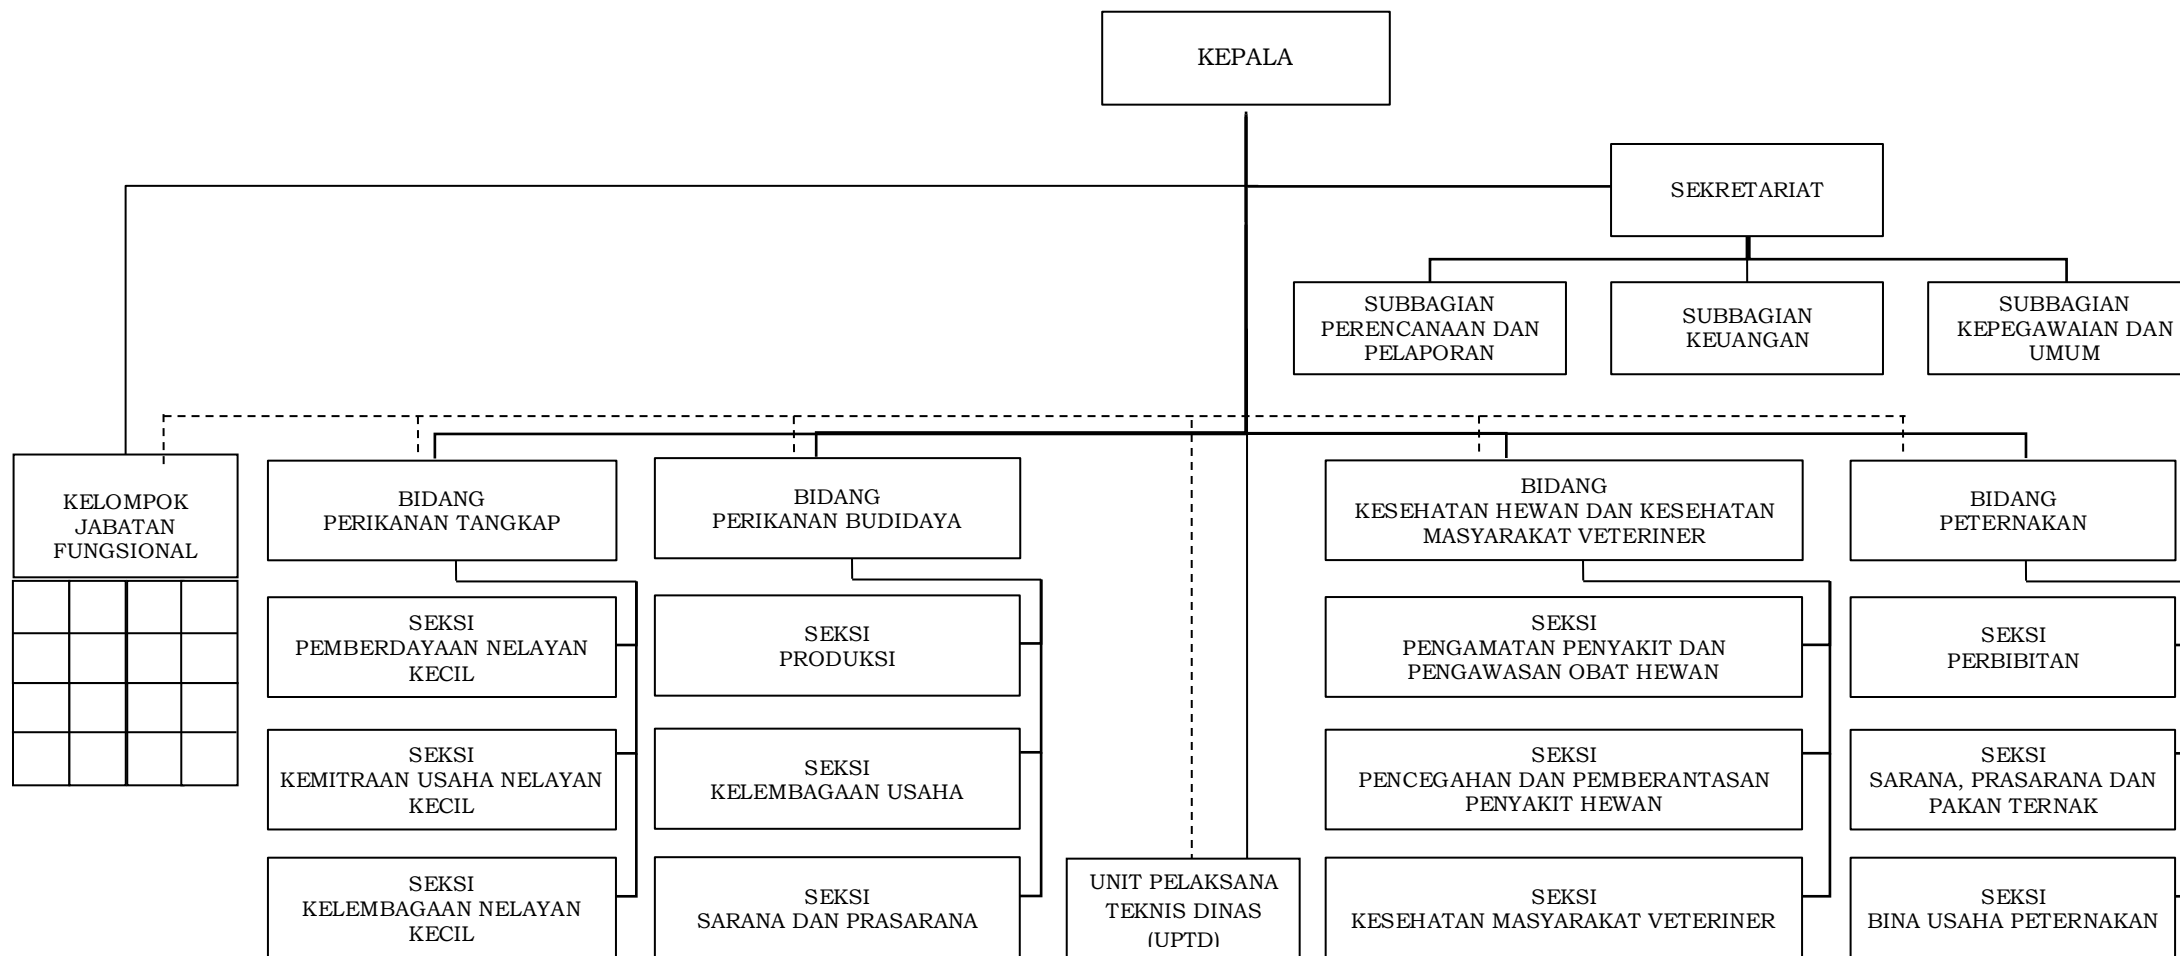 KEPALA
SEKRETARIAT
SUBBAGIAN
PERENCANAAN DAN
PELAPORAN
SUBBAGIAN
KEUANGAN
SUBBAGIAN
KEPEGAWAIAN DAN
UMUM
KELOMPOK
JABATAN
FUNGSIONAL
BIDANG
PERIKANAN TANGKAP
SEKSI
PEMBERDAYAAN NELAYAN
KECIL
SEKSI
KEMITRAAN USAHA NELAYAN
KECIL
SEKSI
KELEMBAGAAN NELAYAN
KECIL
BIDANG
PERIKANAN BUDIDAYA
SEKSI
PRODUKSI
SEKSI
KELEMBAGAAN USAHA
SEKSI
SARANA DAN PRASARANA
UNIT PELAKSANA
TEKNIS DINAS
(UPTD)
BIDANG
KESEHATAN HEWAN DAN KESEHATAN
MASYARAKAT VETERINER
SEKSI
PENGAMATAN PENYAKIT DAN
PENGAWASAN OBAT HEWAN
SEKSI
PENCEGAHAN DAN PEMBERANTASAN
PENYAKIT HEWAN
SEKSI
KESEHATAN MASYARAKAT VETERINER
BIDANG
PETERNAKAN
SEKSI
PERBIBITAN
SEKSI
SARANA, PRASARANA DAN
PAKAN TERNAK
SEKSI
BINA USAHA PETERNAKAN